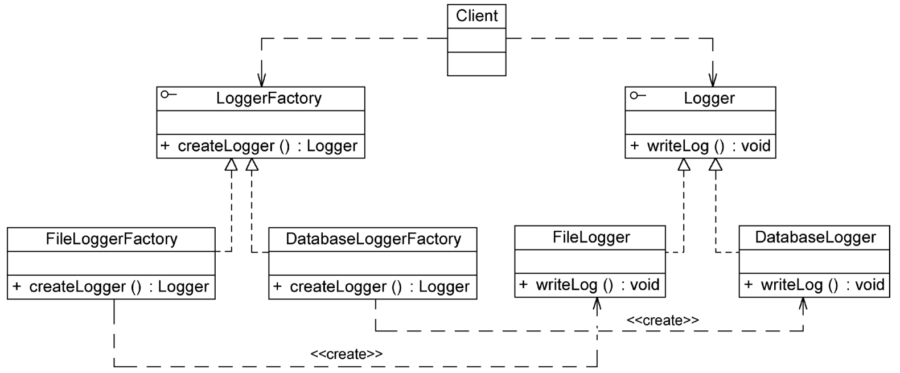 Client
LoggerFactory
+ createLogger () : Logger
Logger
+ writeLog () : void
FileLoggerFactory
+ createLogger () : Logger
DatabaseLoggerFactory
+ createLogger () : Logger
FileLogger
+ writeLog () : void
DatabaseLogger
+ writeLog () : void
<<create>>
<<create>>